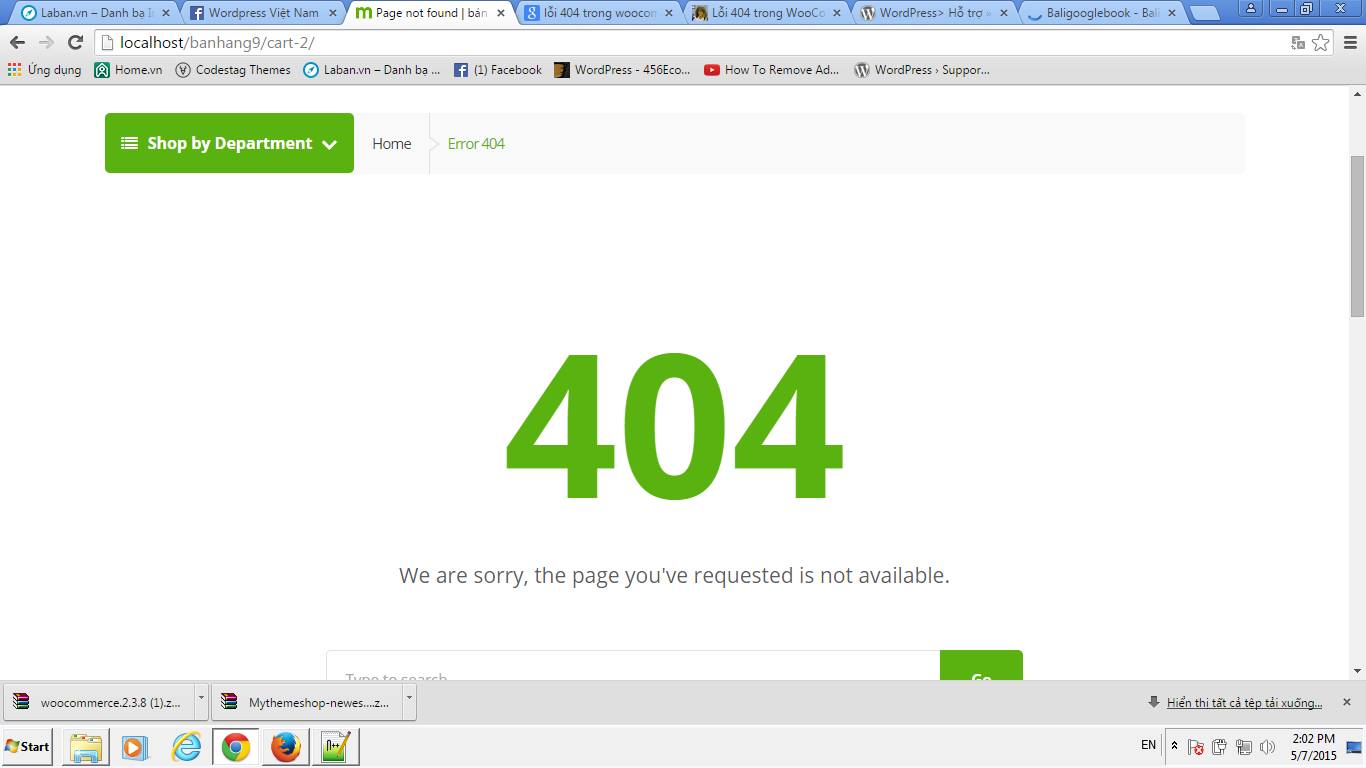 Laban.vn – Danh bạ I
Wordpress Việt Nam
Page not found | bán
lỗi 404 trong woocom
Lỗi 404 trong WooCo
WordPress> Hỗ trợ »
Baligooglebook - Bali
localhost/banhang9/cart-2/
Ứng dụng
Home.vn
Codestag Themes
Laban.vn – Danh bạ ...
(1) Facebook
WordPress - 456Eco...
How To Remove Ad...
WordPress › Suppor...
Shop by Department
Home
Error 404
404
We are sorry, the page you've requested is not available.
Type to search
Go
woocommerce.2.3.8 (1).z...
Mythemeshop-newes....z...
Hiển thị tất cả tệp tải xuống...
Start
EN
2:02 PM
5/7/2015